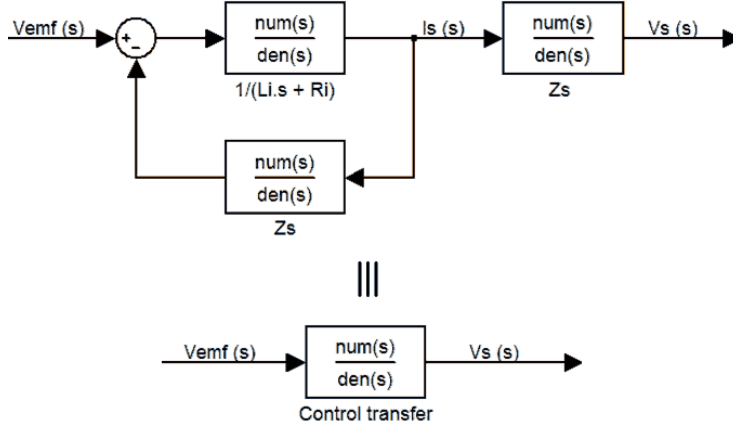 Vemf (s)
+
-
num(s)
den(s)
1/(Li.s + Ri)
Is (s)
num(s)
den(s)
Zs
Vs (s)
num(s)
den(s)
Zs
Vemf (s)
num(s)
den(s)
Control transfer
Vs (s)